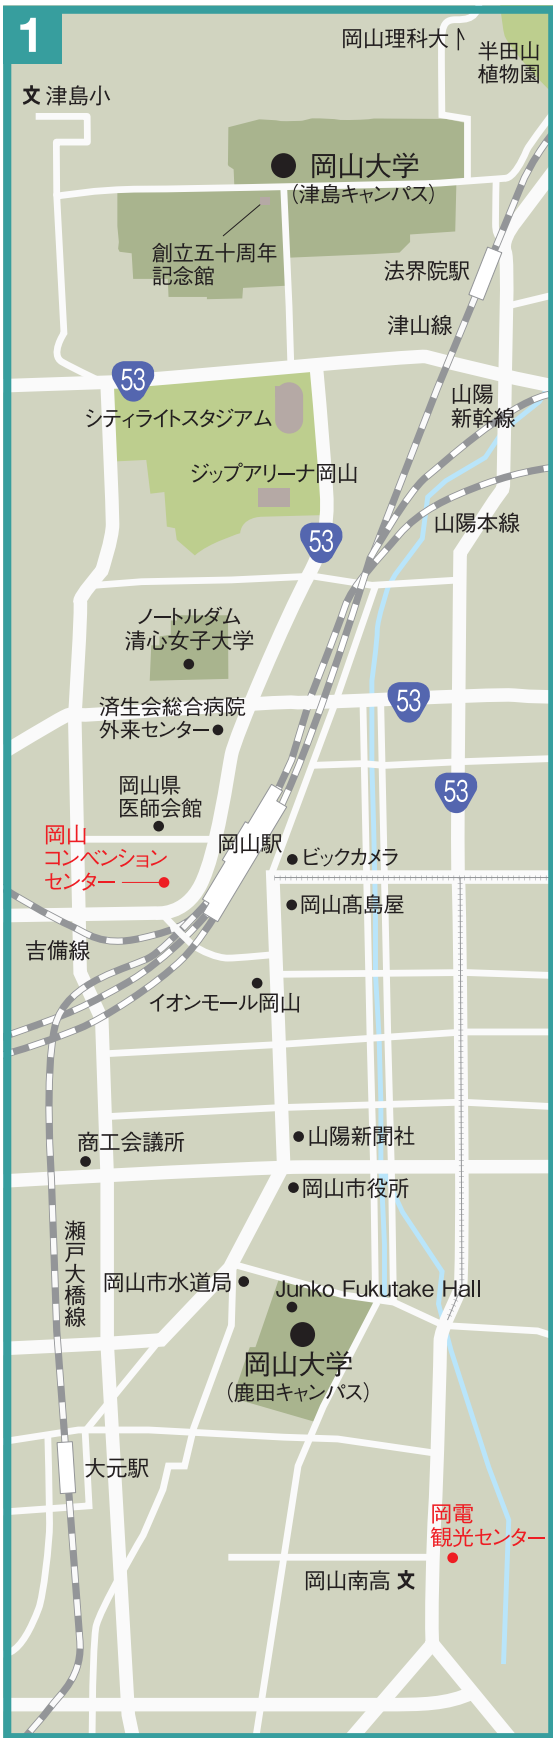 1
岡山理科大
半田山
植物園
文 津島小
岡山大学
(津島キャンパス)
創立五十周年
記念館
法界院駅
津山線
53
山陽
新幹線
シティライトスタジアム
ジップアリーナ岡山
山陽本線
53
ノートルダム
清心女子大学
済生会総合病院
外来センター
53
岡山県
医師会館
53
岡山
コンベンション
センター
岡山駅
ビックカメラ
岡山髙島屋
吉備線
イオンモール岡山
山陽新聞社
商工会議所
岡山市役所
瀬戸大橋線
岡山市水道局
Junko Fukutake Hall
岡山大学
(鹿田キャンパス)
大元駅
岡電
観光センター
岡山南高 文